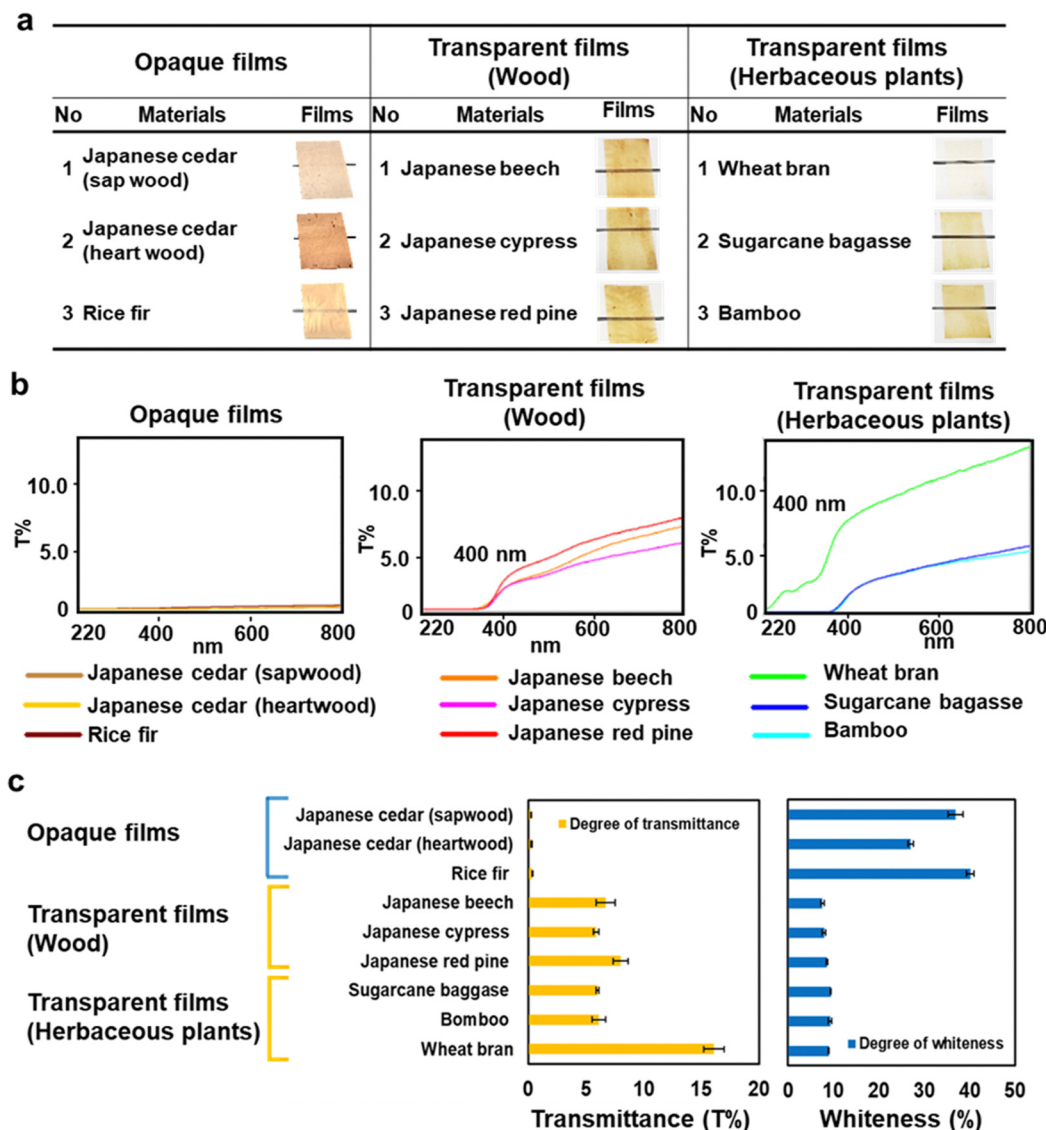 a
Opaque films
Transparent films
(Wood)
Transparent films
(Herbaceous plants)
No Materials Films
No Materials Films
No Materials Films
1 Japanese cedar
(sap wood)
1 Japanese beech
1 Wheat bran
2 Japanese cedar
(heart wood)
2 Japanese cypress
2 Sugarcane bagasse
3 Rice fir
3 Japanese red pine
3 Bamboo
b
Opaque films
T%
10.0
5.0
0
220 400 600 800
nm
Japanese cedar (sapwood)
Japanese cedar (heartwood)
Rice fir
Transparent films
(Wood)
T%
10.0
5.0
0
400 nm
220 400 600 800
nm
Japanese beech
Japanese cypress
Japanese red pine
Transparent films
(Herbaceous plants)
T%
10.0
5.0
0
400 nm
220 400 600 800
nm
Wheat bran
Sugarcane bagasse
Bamboo
c
Opaque films
Transparent films
(Wood)
Transparent films
(Herbaceous plants)
Japanese cedar (sapwood)
Japanese cedar (heartwood)
Rice fir
Japanese beech
Japanese cypress
Japanese red pine
Sugarcane baggase
Bomboo
Wheat bran
Degree of transmittance
0 5 10 15 20
Transmittance (T%)
Degree of whiteness
0 10 20 30 40 50
Whiteness (%)